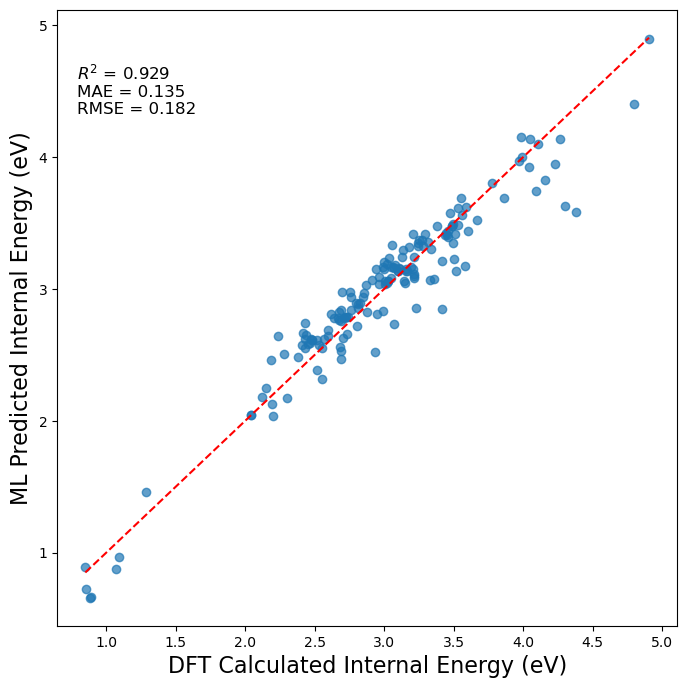 5
R² = 0.929
MAE = 0.135
RMSE = 0.182
4
3
2
1
ML Predicted Internal Energy (eV)
1.0 1.5 2.0 2.5 3.0 3.5 4.0 4.5 5.0
DFT Calculated Internal Energy (eV)